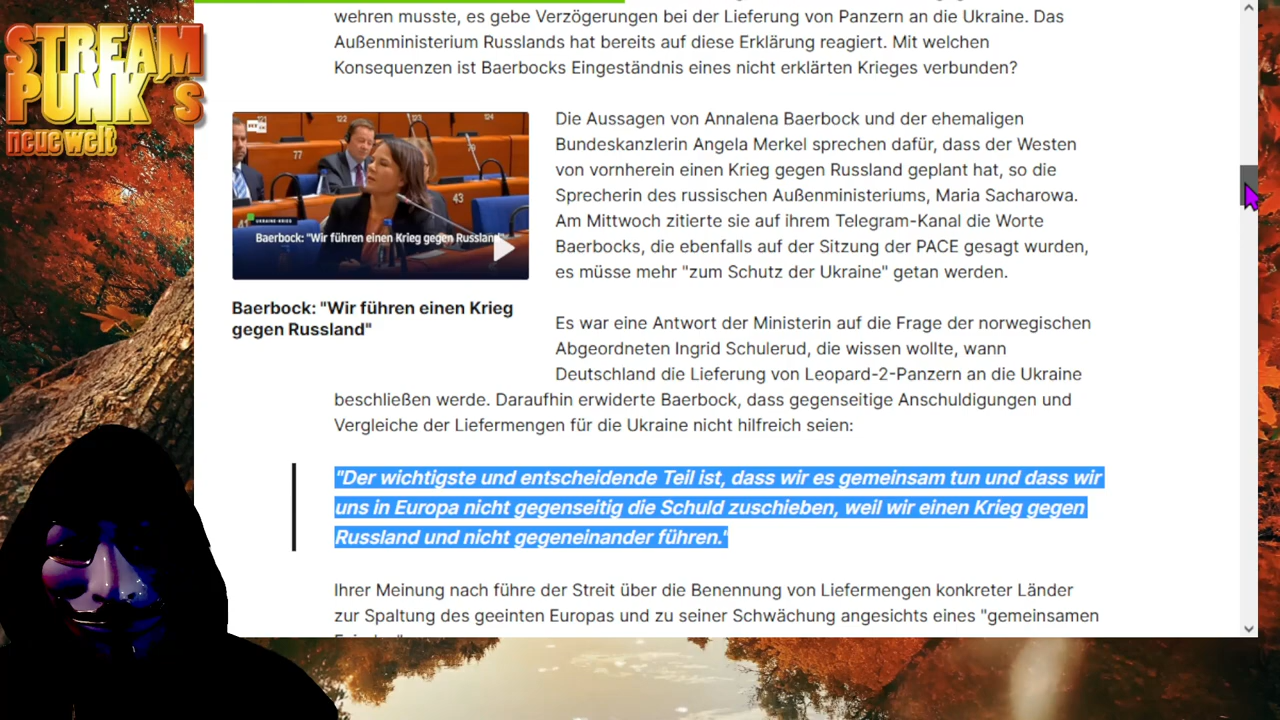 wehren musste, es gebe Verzögerungen bei der Lieferung von Panzern an die Ukraine. Das
Außenministerium Russlands hat bereits auf diese Erklärung reagiert. Mit welchen
Konsequenzen ist Baerbocks Eingeständnis eines nicht erklärten Krieges verbunden?
STREAM
PUNK´s
neue welt
77
43
UKRAINE-KRIEG
Baerbock: "Wir führen einen Krieg gegen Russland"
Baerbock: "Wir führen einen Krieg
gegen Russland"
Die Aussagen von Annalena Baerbock und der ehemaligen
Bundeskanzlerin Angela Merkel sprechen dafür, dass der Westen
von vornherein einen Krieg gegen Russland geplant hat, so die
Sprecherin des russischen Außenministeriums, Maria Sacharowa.
Am Mittwoch zitierte sie auf ihrem Telegram-Kanal die Worte
Baerbocks, die ebenfalls auf der Sitzung der PACE gesagt wurden,
es müsse mehr "zum Schutz der Ukraine" getan werden.
Es war eine Antwort der Ministerin auf die Frage der norwegischen
Abgeordneten Ingrid Schulerud, die wissen wollte, wann
Deutschland die Lieferung von Leopard-2-Panzern an die Ukraine
beschließen werde. Daraufhin erwiderte Baerbock, dass gegenseitige Anschuldigungen und
Vergleiche der Liefermengen für die Ukraine nicht hilfreich seien:
"Der wichtigste und entscheidende Teil ist, dass wir es gemeinsam tun und dass wir
uns in Europa nicht gegenseitig die Schuld zuschieben, weil wir einen Krieg gegen
Russland und nicht gegeneinander führen."
Ihrer Meinung nach führe der Streit über die Benennung von Liefermengen konkreter Länder
zur Spaltung des geeinten Europas und zu seiner Schwächung angesichts eines "gemeinsamen